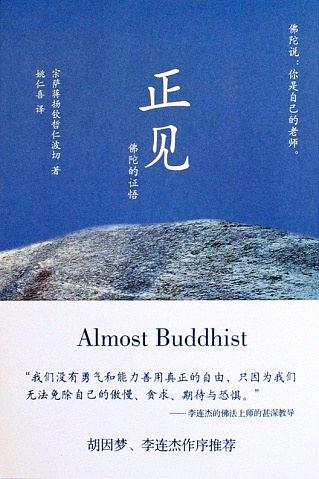 佛陀说：你是自己的老师。
正见
佛陀的证悟
宗萨蒋扬钦哲仁波切 著
姚仁喜 译
Almost Buddhist
“我们没有勇气和能力善用真正的自由，只因为我们
无法免除自己的傲慢、贪求、期待与恐惧。”
——李连杰的佛法上师的甚深教导
胡因梦、李连杰作序推荐